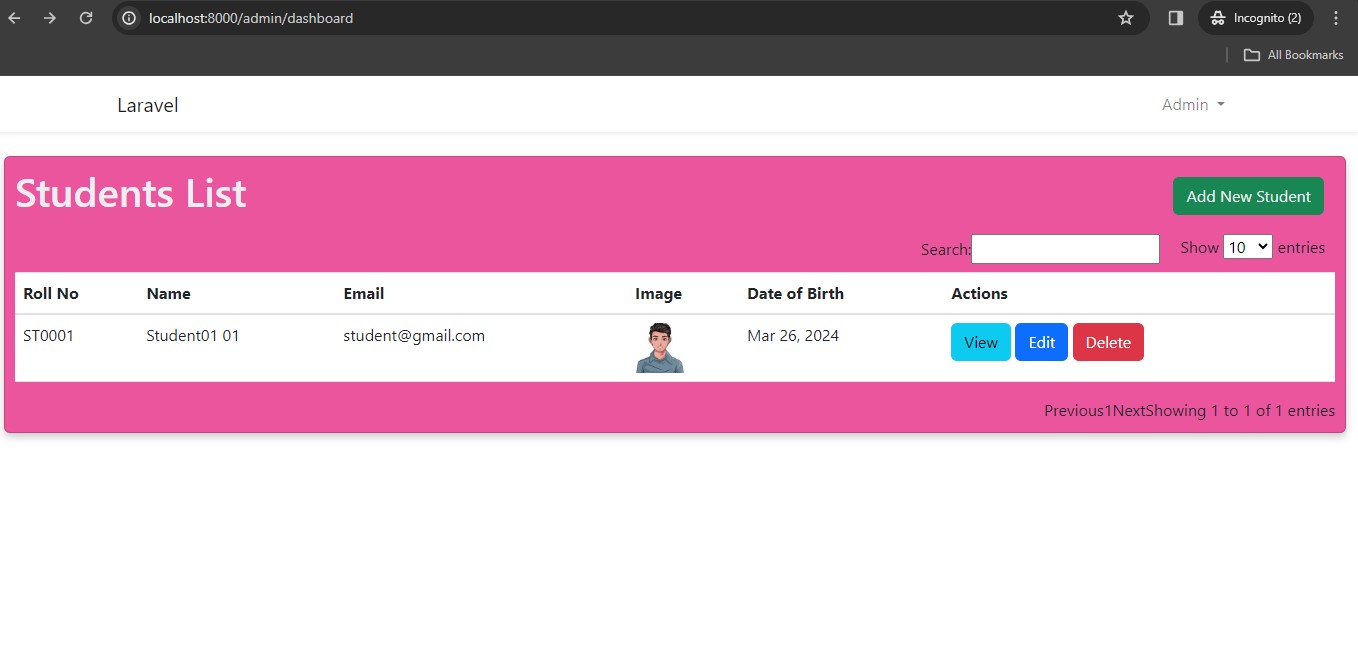 localhost:8000/admin/dashboard
Incognito (2)
All Bookmarks
Laravel
Admin
Students List
Add New Student
Search:
Show 10 entries
Roll No Name Email Image Date of Birth Actions
ST0001 Student01 01 student@gmail.com Mar 26, 2024 View Edit Delete
Previous1NextShowing 1 to 1 of 1 entries